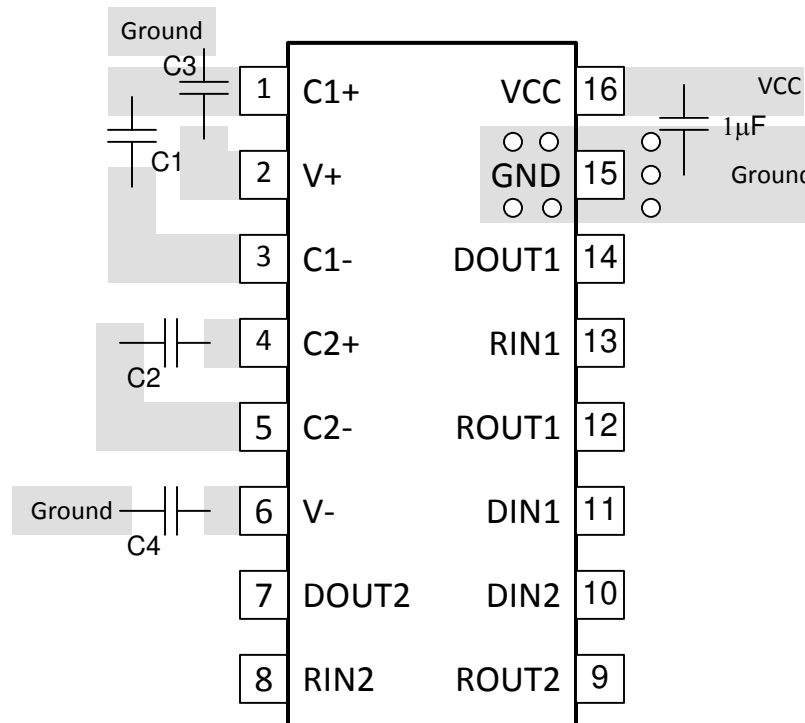 Ground
C3
1 C1+ VCC 16 VCC
C1
1µF
2 V+ GND 15 Ground
3 C1- DOUT1 14
4 C2+ RIN1 13
C2
5 C2- ROUT1 12
Ground 6 V- DIN1 11
C4
7 DOUT2 DIN2 10
8 RIN2 ROUT2 9